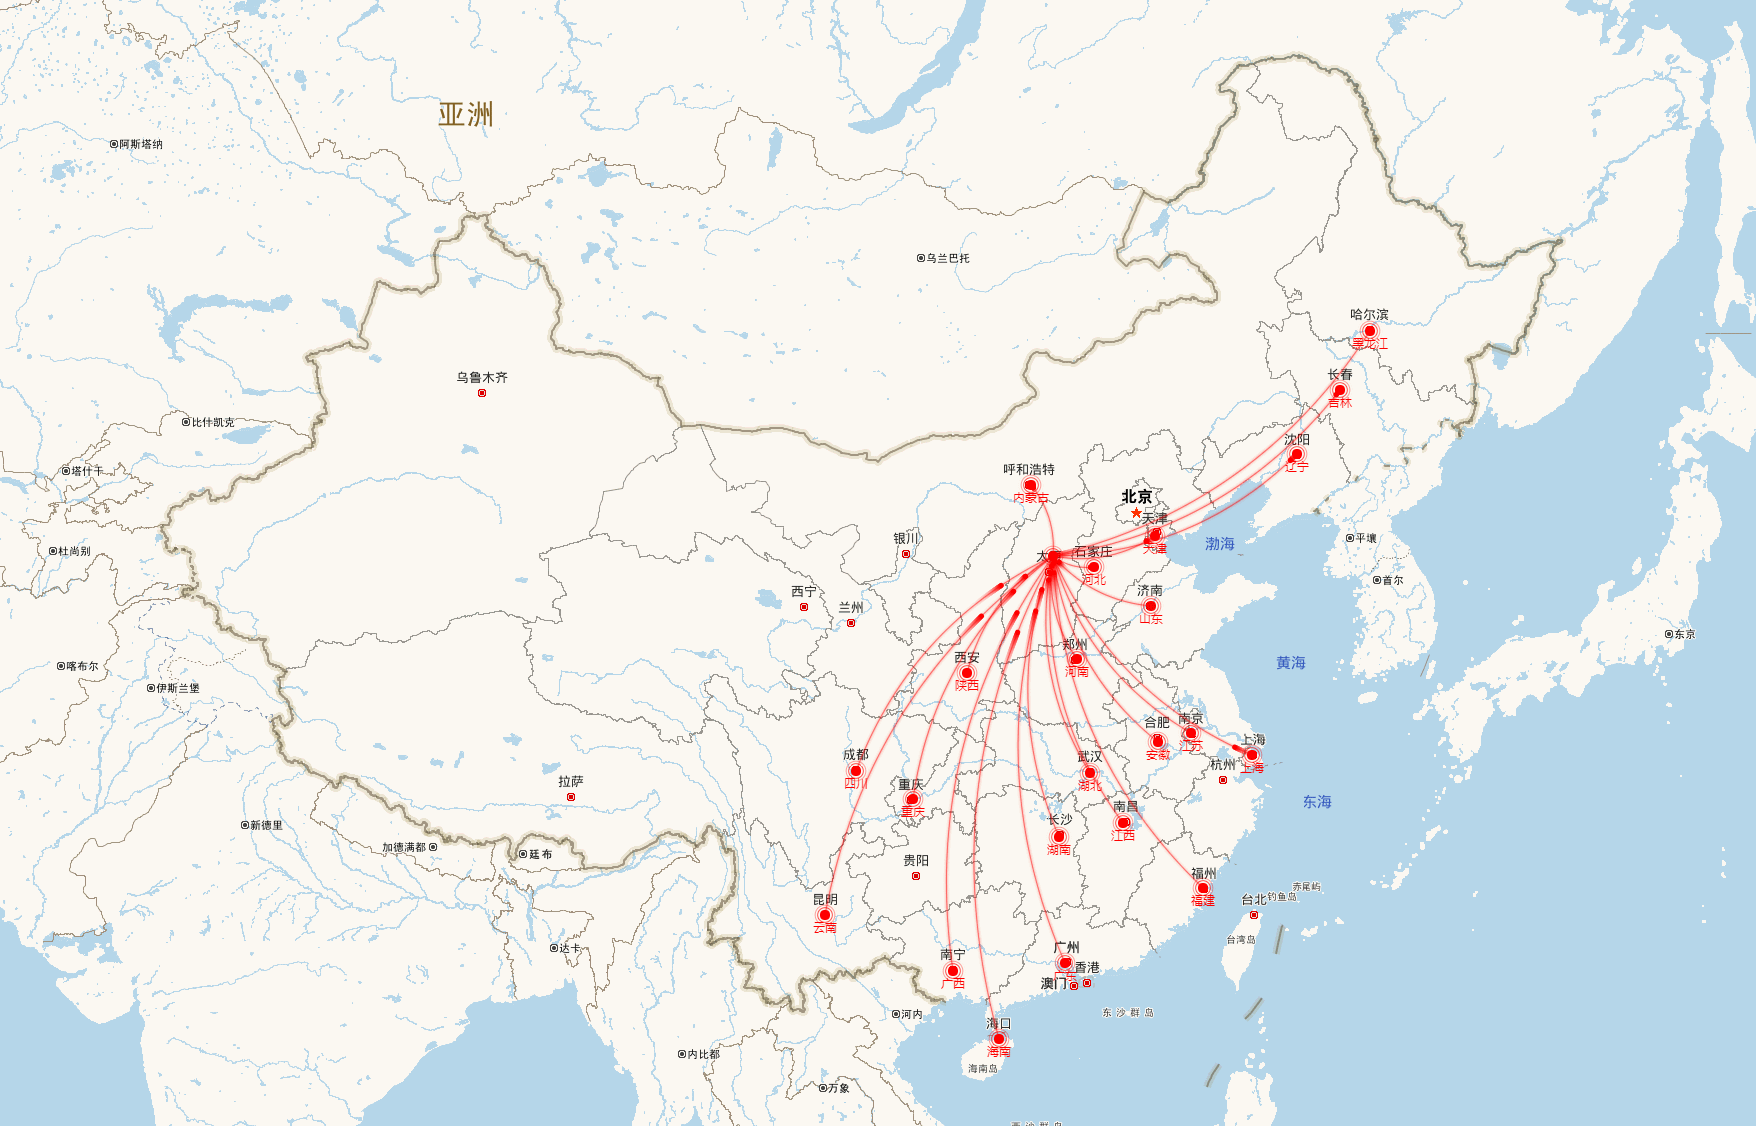 亚洲
阿斯塔纳
乌兰巴托
哈尔滨
黑龙江
长春
吉林
乌鲁木齐
比什凯克
沈阳
辽宁
塔什干
呼和浩特
内蒙古
北京
天津
天津
渤海
平壤
杜尚别
银川
石家庄
河北
首尔
西宁
兰州
济南
山东
东京
郑州
河南
黄海
喀布尔
西安
陕西
伊斯兰堡
合肥
安徽
南京
江苏
上海
上海
成都
四川
武汉
湖北
杭州
拉萨
重庆
重庆
东海
南昌
江西
新德里
长沙
湖南
加德满都
廷布
贵阳
福州
福建
赤尾屿
钓鱼岛
台北
昆明
云南
台湾岛
达卡
南宁
广西
广州
广东
香港
澳门
河内
东沙群岛
海口
海南
内比都
海南岛
万象